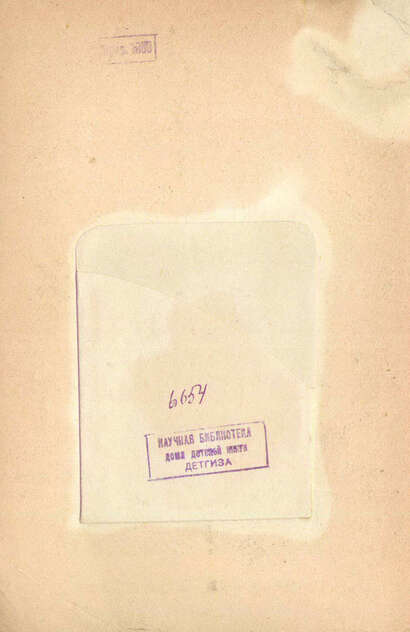 6654
НАУЧНАЯ БИБЛИОТЕКА
ДОМА ДЕТСКОЙ КНИГИ
ДЕТГИЗА